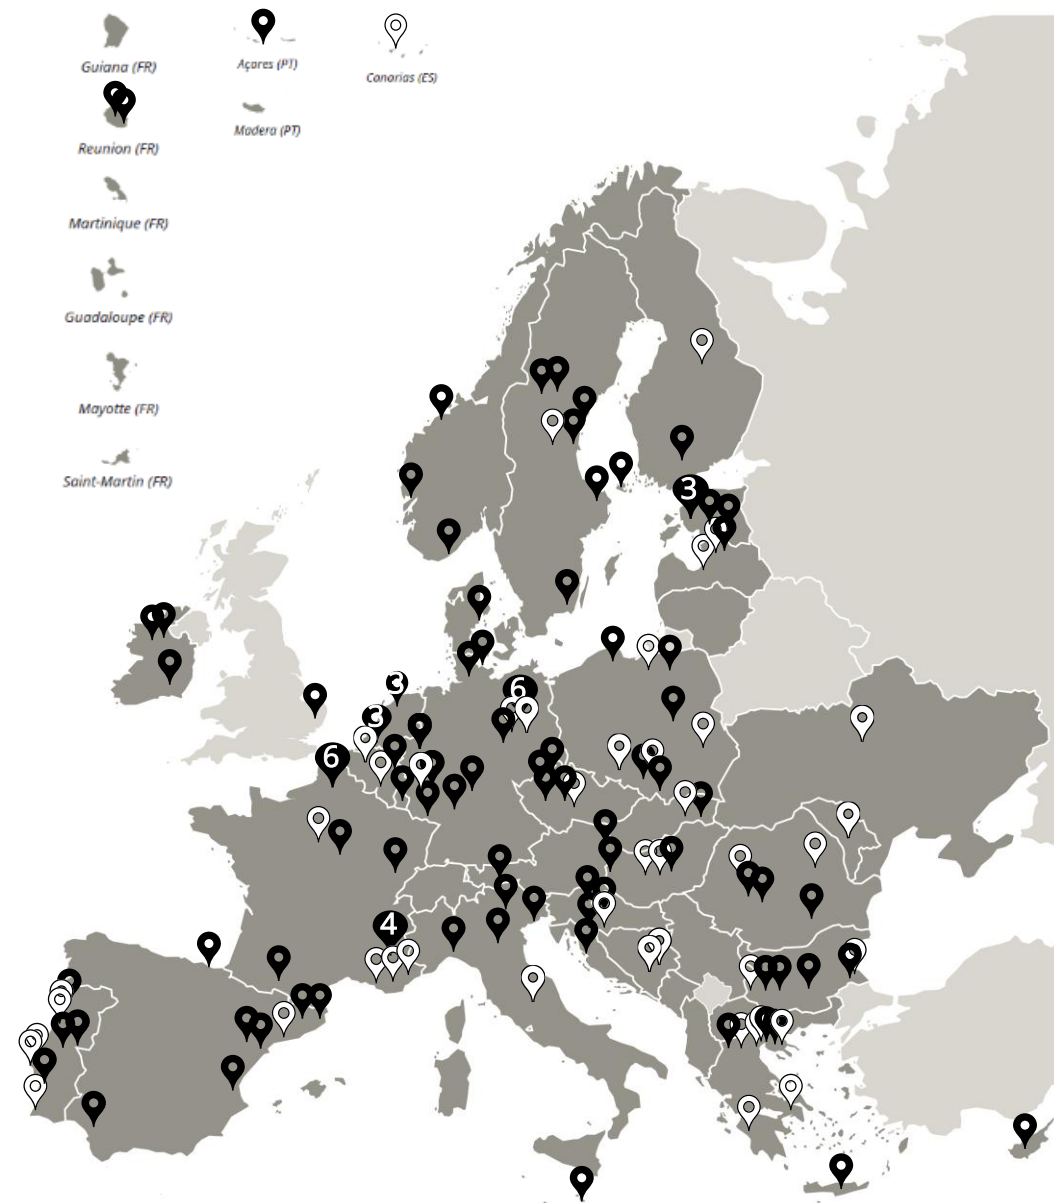 Guiana (FR)
Açares (PT)
Canarias (ES)
Reunion (FR)
Madera (PT)
Martinique (FR)
Guadaloupe (FR)
Mayotte (FR)
Saint-Martin (FR)
3
3
6
3
6
4